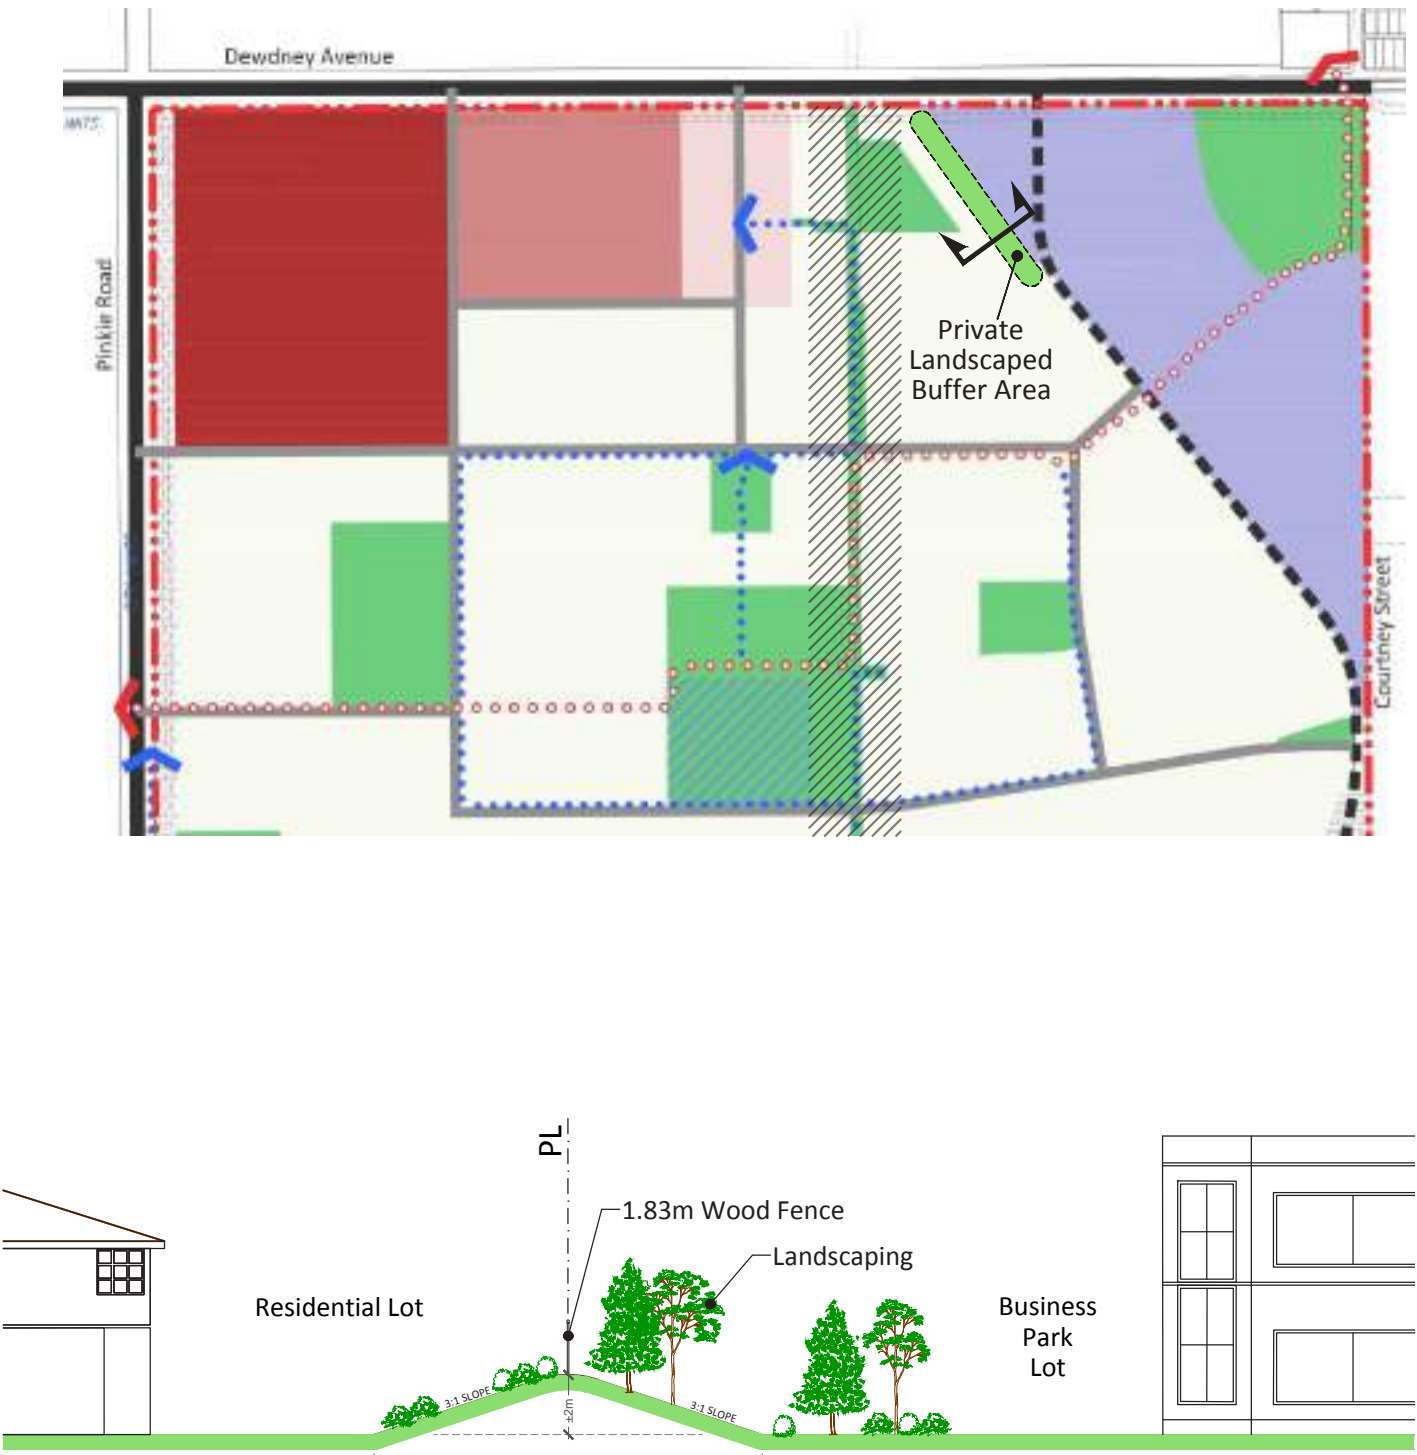 Dewdney Avenue
Pinkie Road
Private
Landscaped
Buffer Area
Courtney Street
PL
1.83m Wood Fence
Landscaping
Residential Lot
Business
Park
Lot
3:1 SLOPE
±2m
3:1 SLOPE